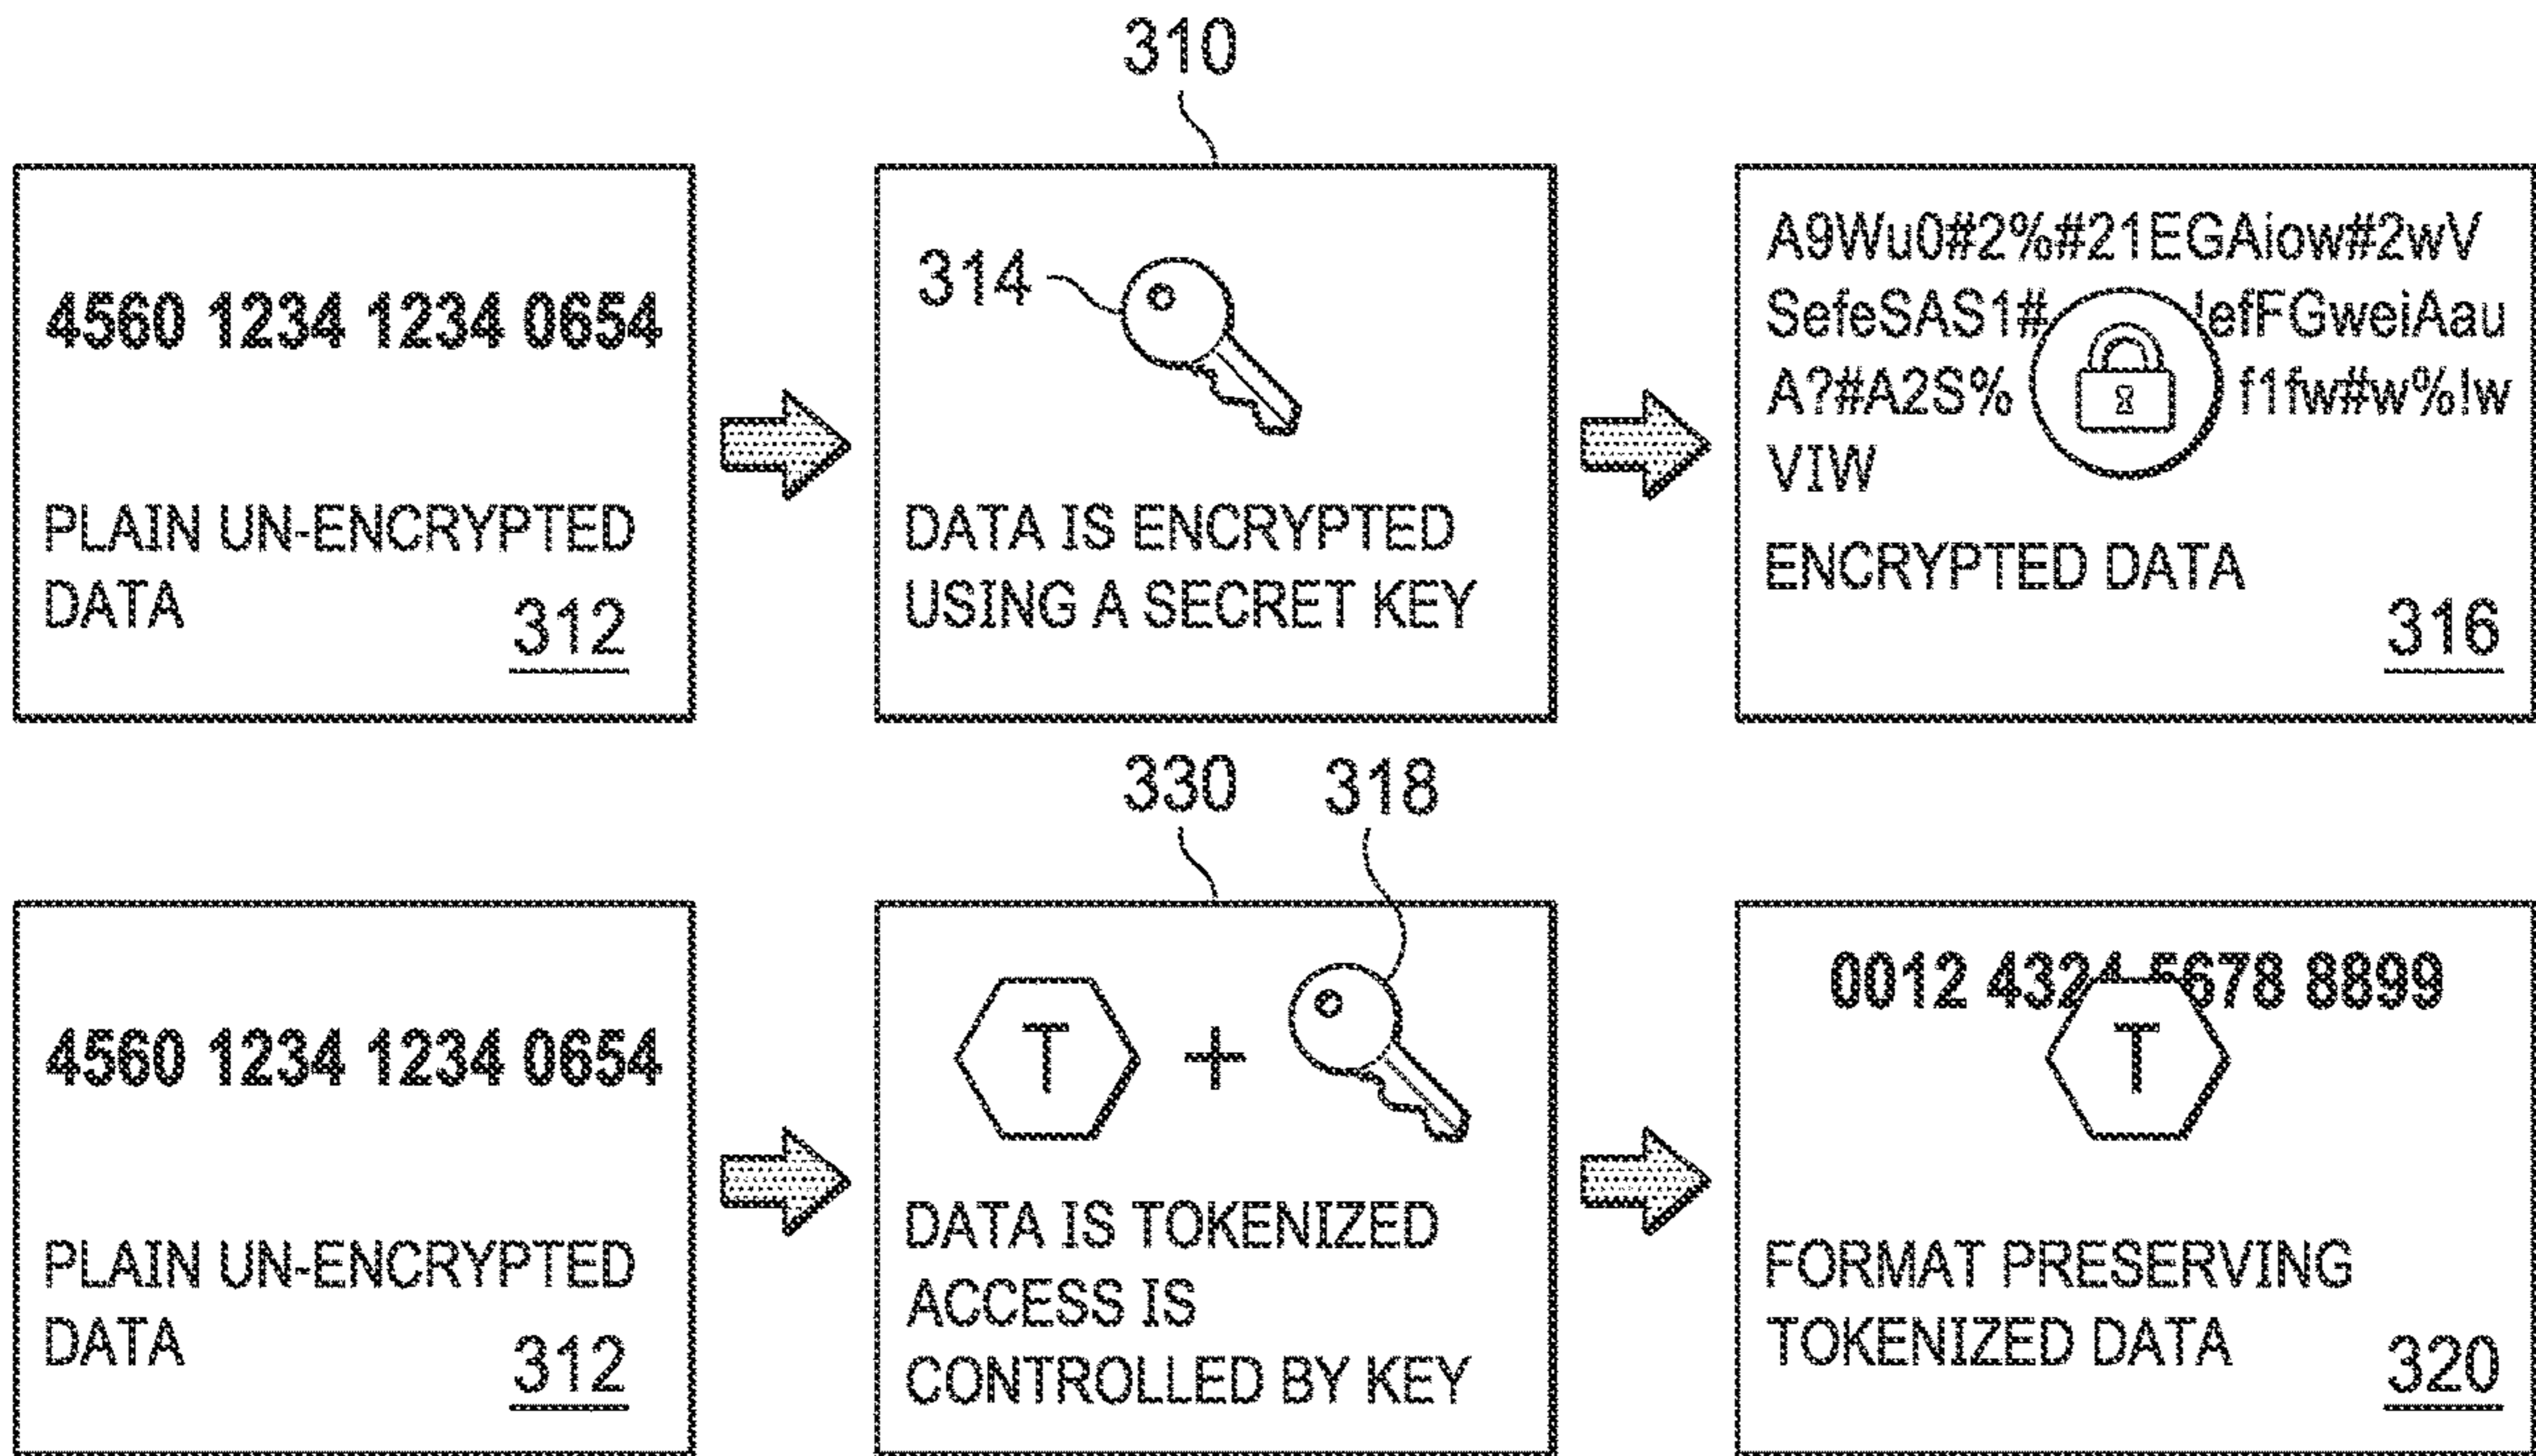 310
4560 1234 1234 0654
PLAIN UN-ENCRYPTED
DATA
312
314
DATA IS ENCRYPTED
USING A SECRET KEY
A9Wu0#2%#21EGAiow#2wV
SefeSAS1# efFGweiAau
A?#A2S% f1fw#w%!w
VIW
ENCRYPTED DATA
316
330 318
4560 1234 1234 0654
PLAIN UN-ENCRYPTED
DATA
312
T +
DATA IS TOKENIZED
ACCESS IS
CONTROLLED BY KEY
0012 4324 5678 8899
T
FORMAT PRESERVING
TOKENIZED DATA
320